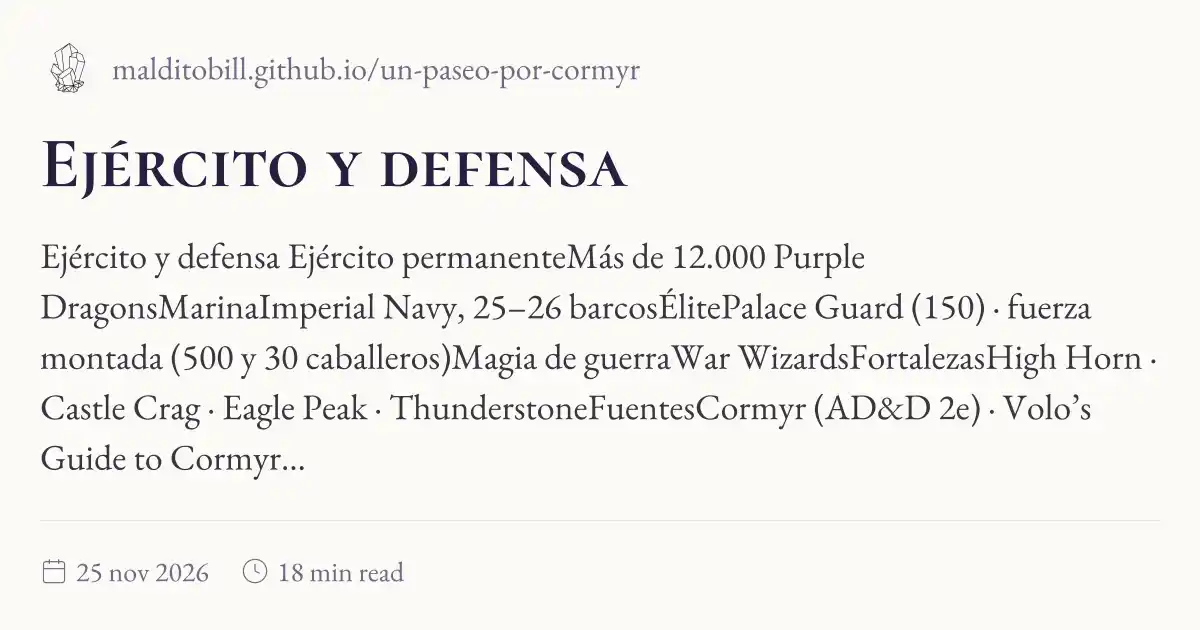 malditobill.github.io/un-paseo-por-cormyr
Ejército y defensa
Ejército y defensa Ejército permanenteMás de 12.000 Purple
DragonsMarinaImperial Navy, 25–26 barcosÉlitePalace Guard (150) · fuerza
montada (500 y 30 caballeros)Magia de guerraWar WizardsFortalezasHigh Horn ·
Castle Crag · Eagle Peak · ThunderstoneFuentesCormyr (AD&D 2e) · Volo’s
Guide to Cormyr...
25 nov 2026 18 min read